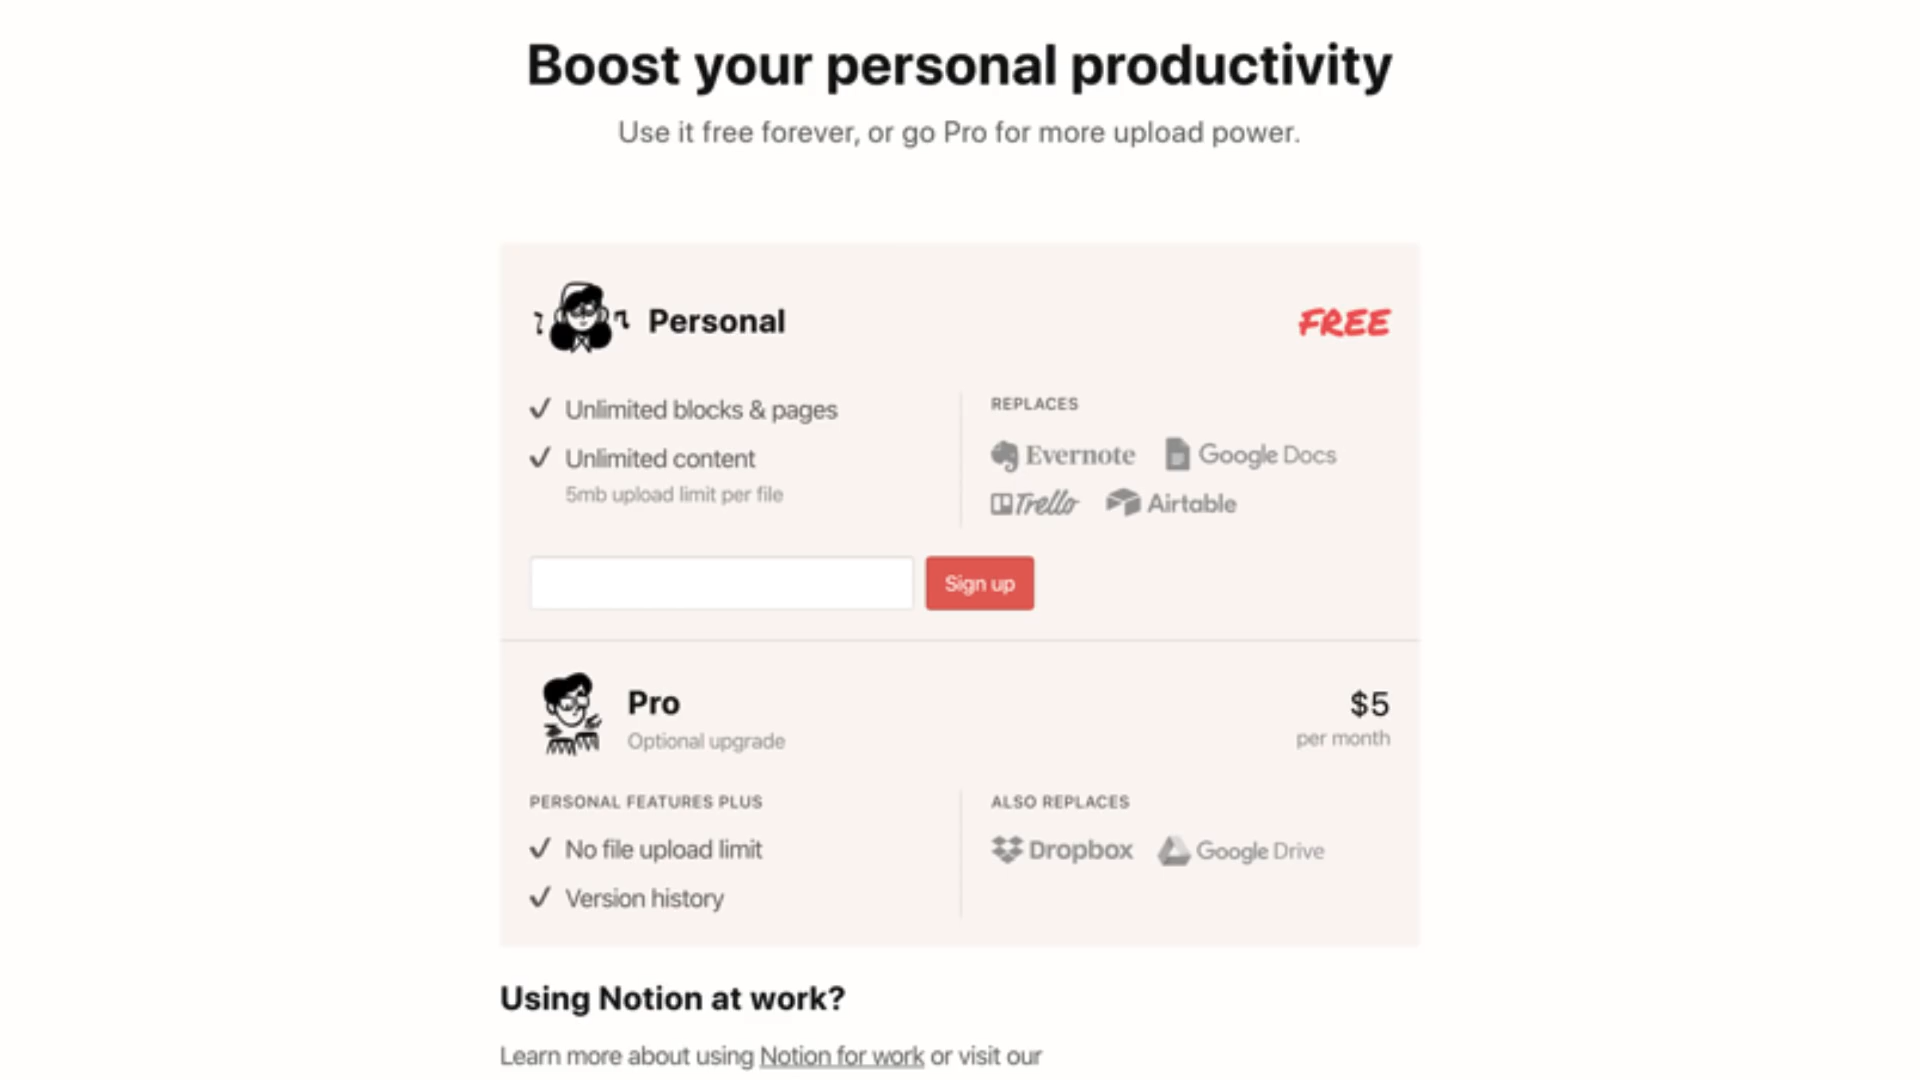 Boost your personal productivity
Use it free forever, or go Pro for more upload power.
Personal
FREE
Unlimited blocks & pages
Unlimited content
5mb upload limit per file
REPLACES
Evernote Google Docs
Trello Airtable
Sign up
Pro
Optional upgrade
$5
per month
PERSONAL FEATURES PLUS
No file upload limit
Version history
ALSO REPLACES
Dropbox Google Drive
Using Notion at work?
Learn more about using Notion for work or visit our